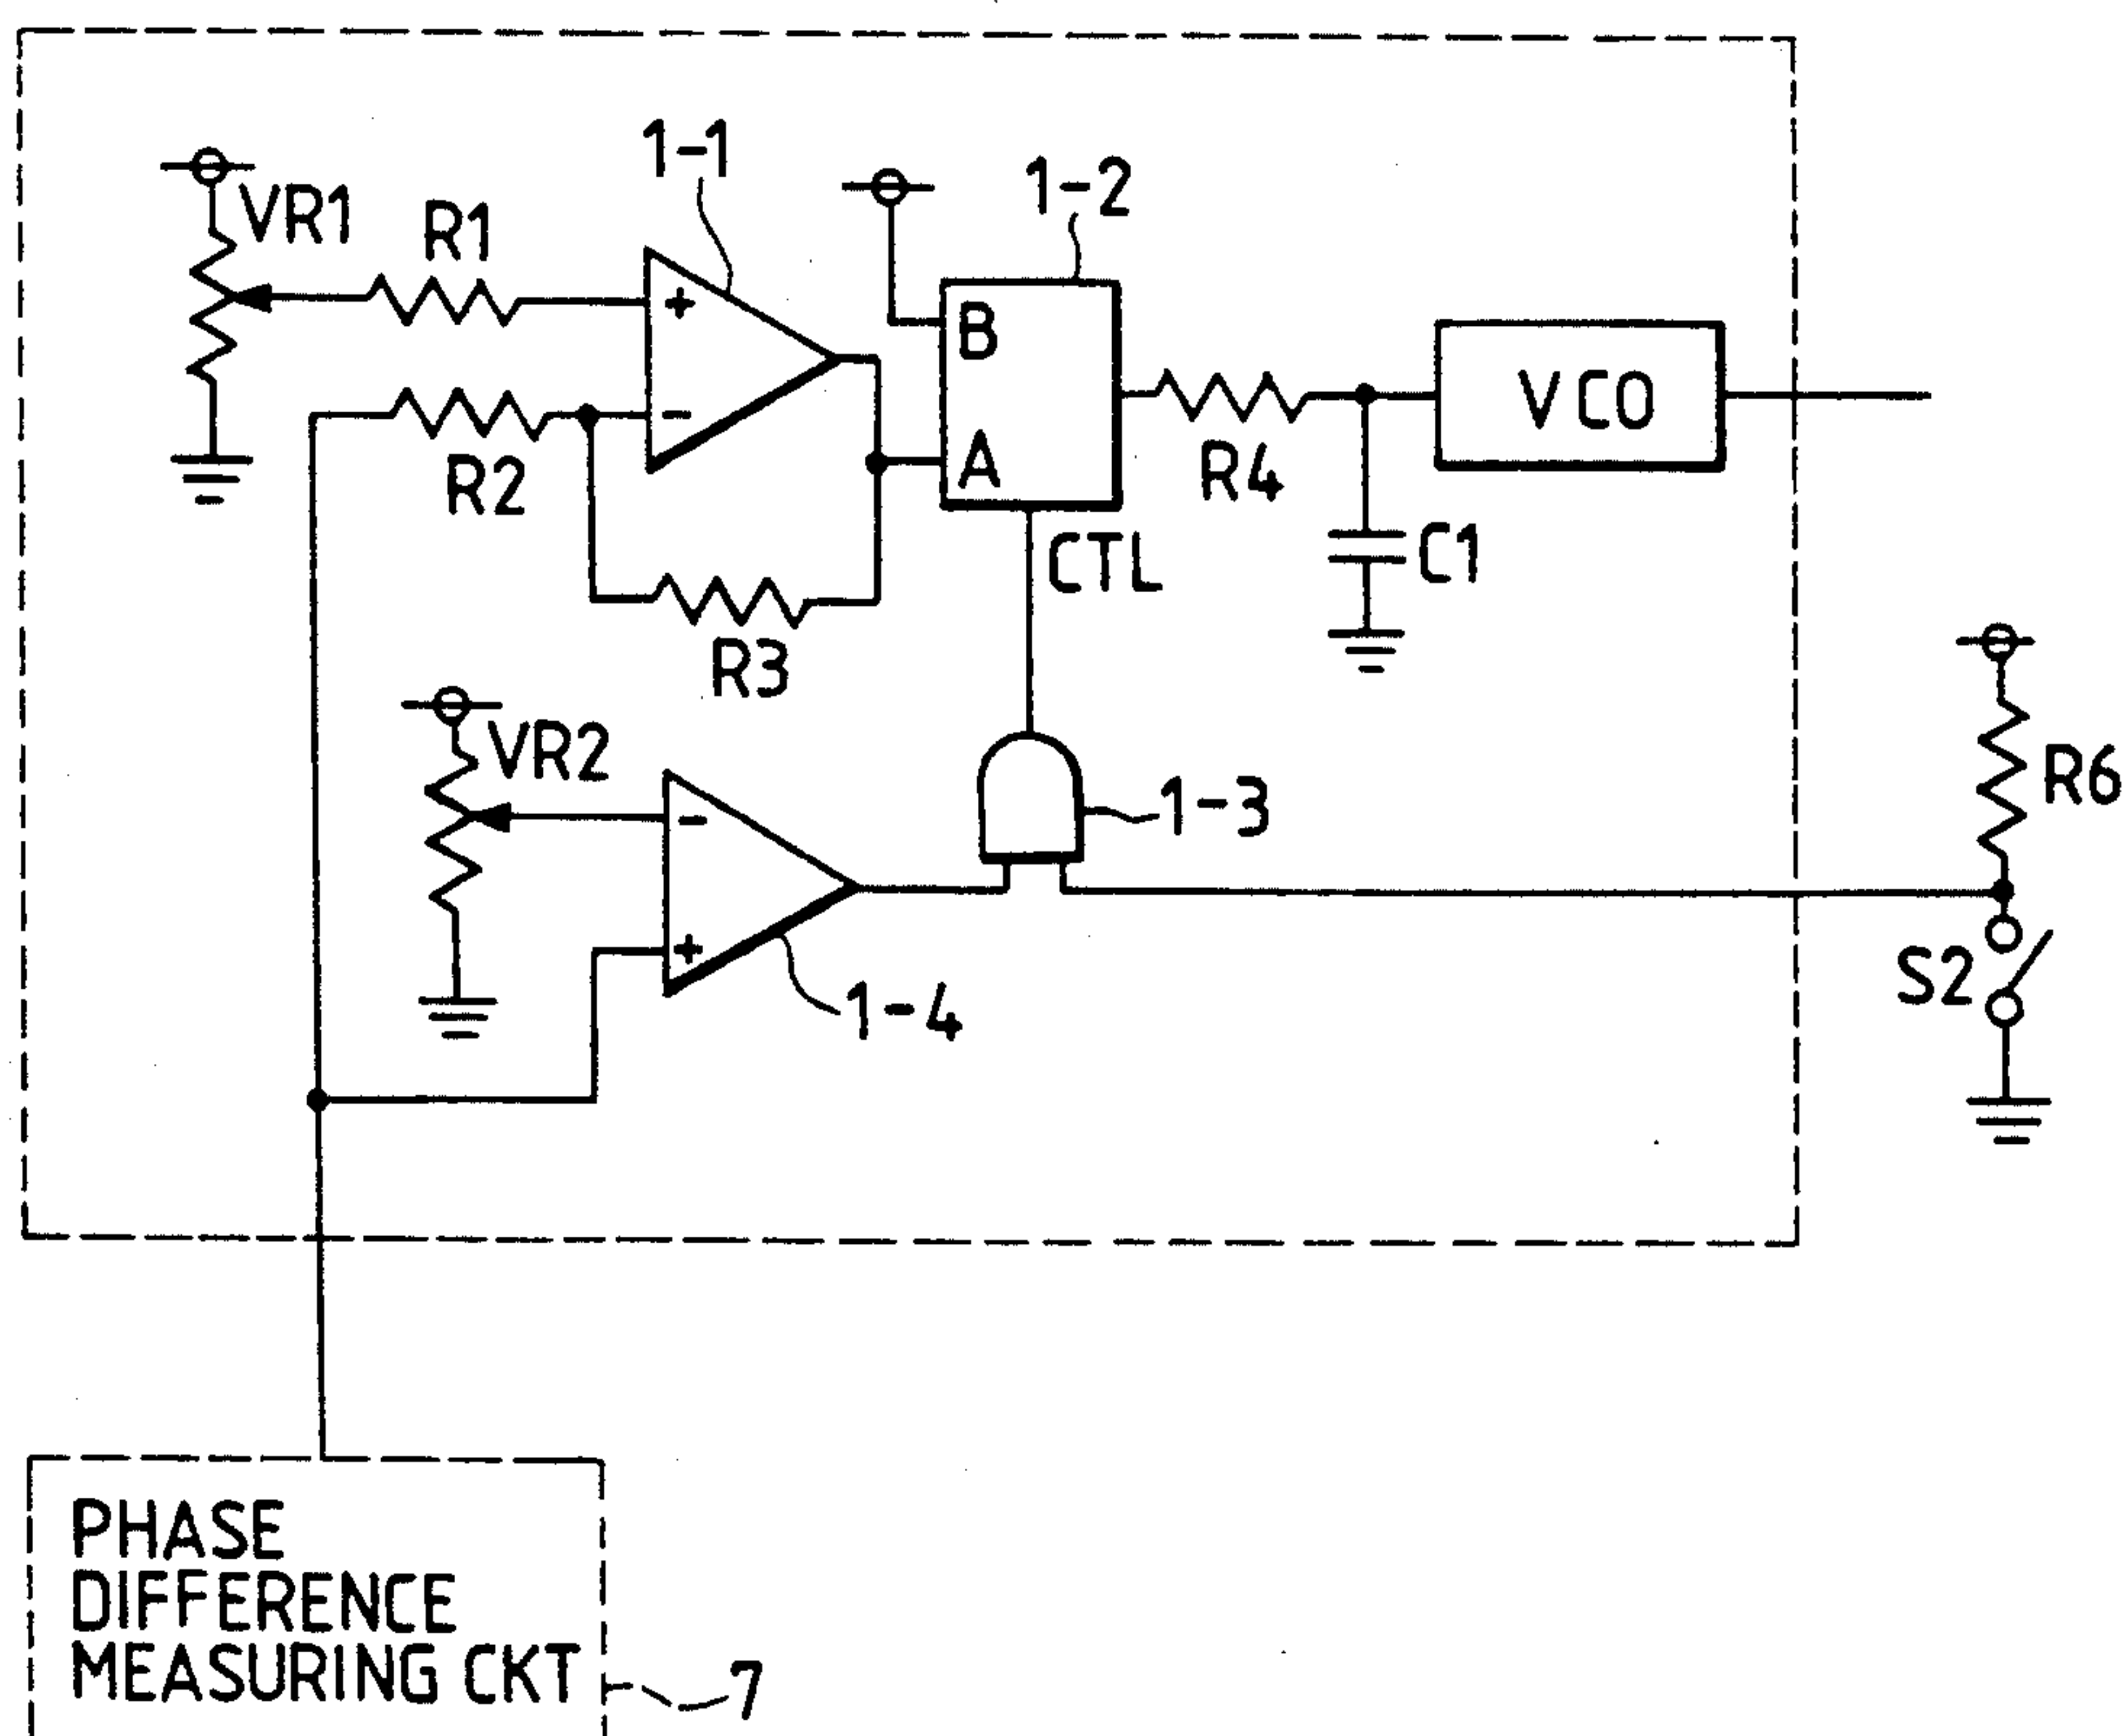 1-1
1-2
VR1
R1
+
B
-
VCO
A
R2
R4
CTL
C1
R3
VR2
R6
1-3
-
+
S2
1-4
PHASE
DIFFERENCE
MEASURING CKT
7